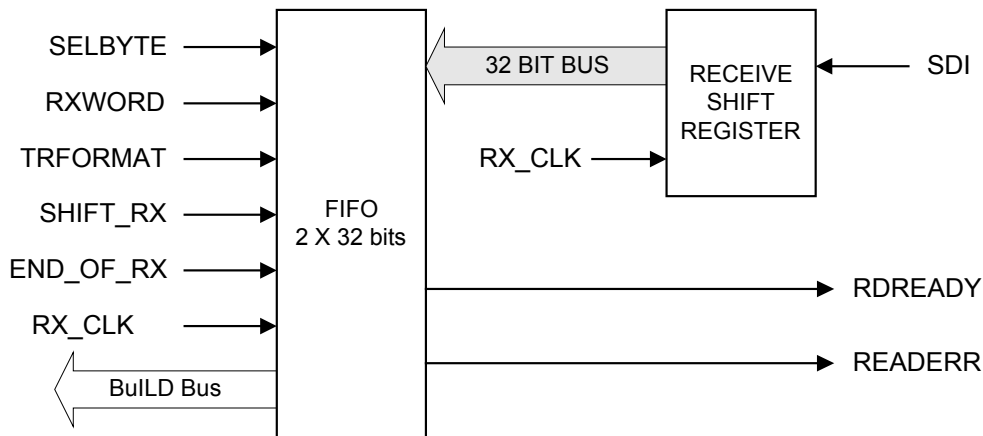 SELBYTE
RXWORD
TRFORMAT
SHIFT_RX
END_OF_RX
RX_CLK
BuILD Bus
FIFO
2 X 32 bits
32 BIT BUS
RX_CLK
RECEIVE
SHIFT
REGISTER
SDI
RDREADY
READERR